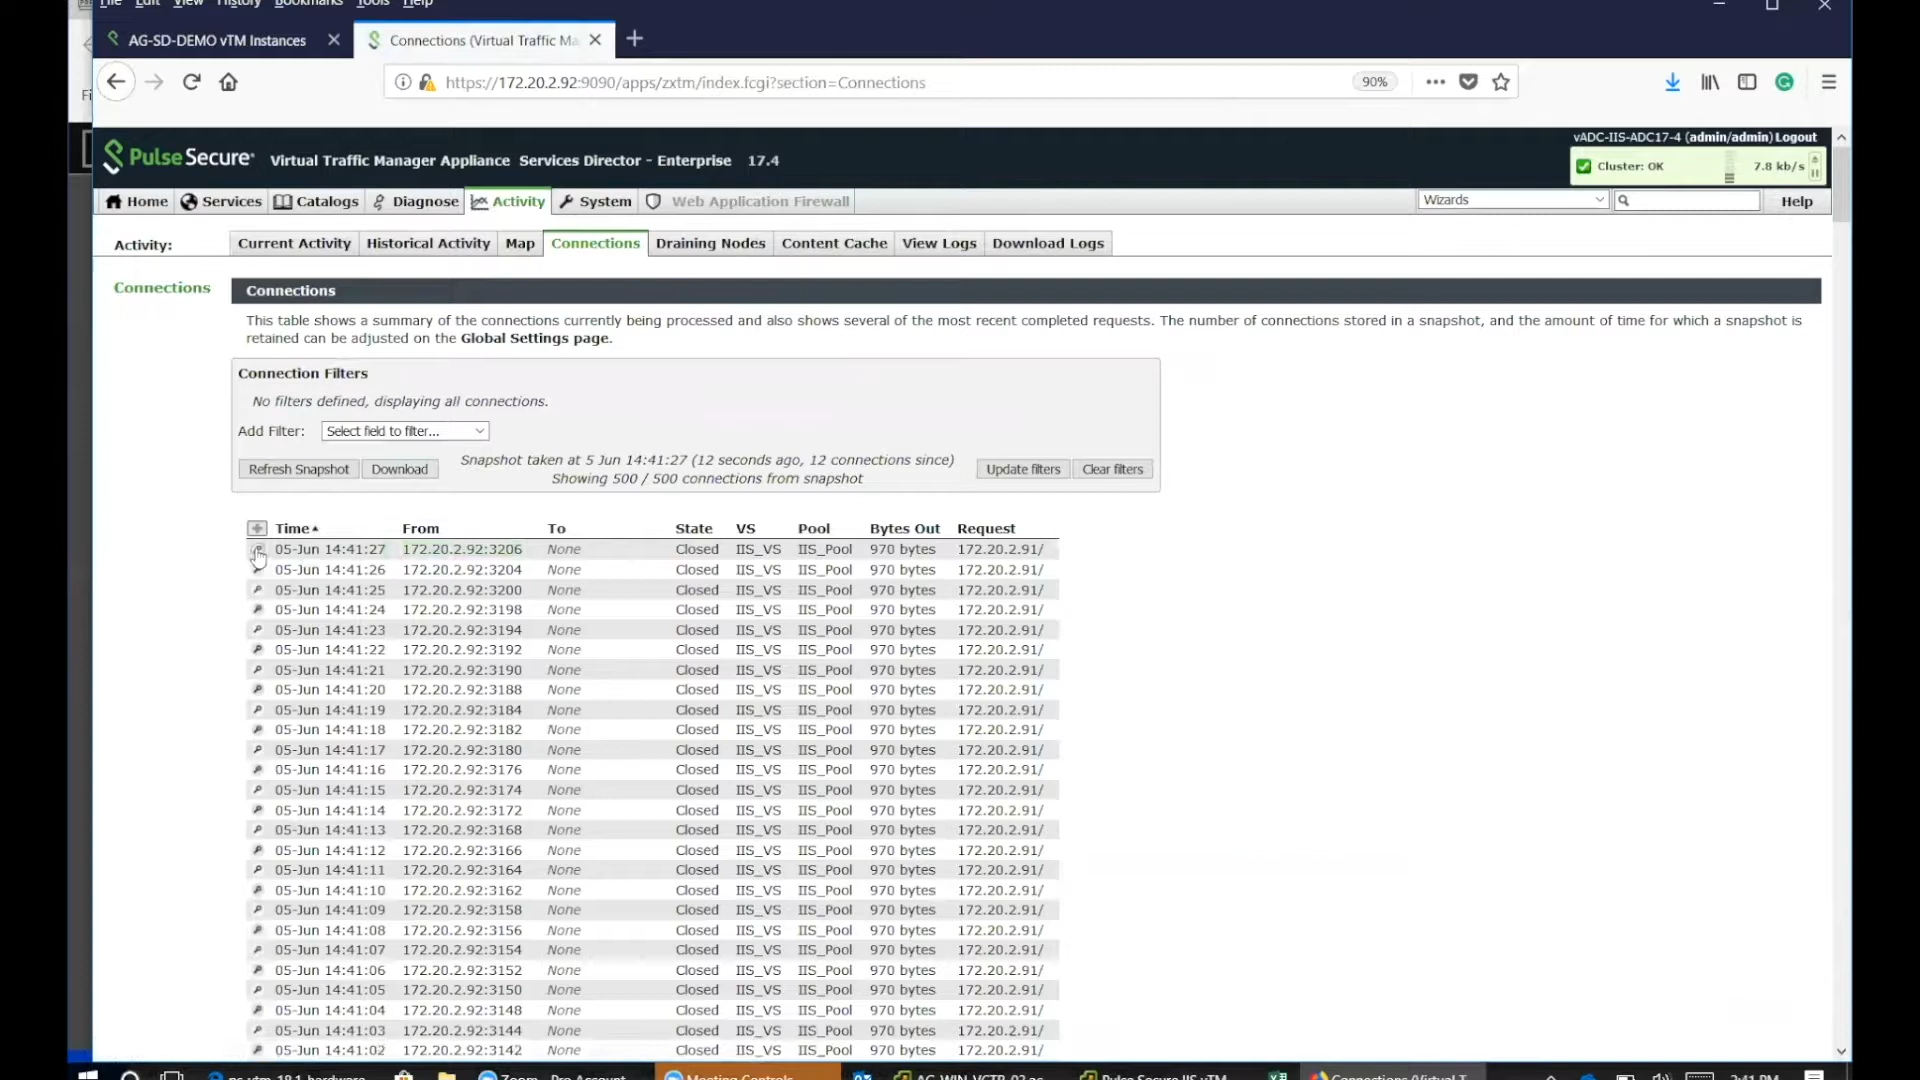 File Edit View History Bookmarks Tools Help
AG-SD-DEMO vTM Instances
Connections (Virtual Traffic Ma
https://172.20.2.92:9090/apps/zxtm/index.fcgi?section=Connections
90%
Fi
PulseSecure Virtual Traffic Manager Appliance Services Director - Enterprise 17.4
vADC-IIS-ADC17-4 (admin/admin) Logout
Cluster: OK 7.8 kb/s
Home Services Catalogs Diagnose Activity System Web Application Firewall Wizards Help
Activity: Current Activity Historical Activity Map Connections Draining Nodes Content Cache View Logs Download Logs
Connections
Connections
This table shows a summary of the connections currently being processed and also shows several of the most recent completed requests. The number of connections stored in a snapshot, and the amount of time for which a snapshot is
retained can be adjusted on the Global Settings page.
Connection Filters
No filters defined, displaying all connections.
Add Filter: Select field to filter...
Refresh Snapshot Download
Snapshot taken at 5 Jun 14:41:27 (12 seconds ago, 12 connections since)
Showing 500 / 500 connections from snapshot
Update filters Clear filters
Time From To State VS Pool Bytes Out Request
05-Jun 14:41:27 172.20.2.92:3206 None Closed IIS_VS IIS_Pool 970 bytes 172.20.2.91/
05-Jun 14:41:26 172.20.2.92:3204 None Closed IIS_VS IIS_Pool 970 bytes 172.20.2.91/
05-Jun 14:41:25 172.20.2.92:3200 None Closed IIS_VS IIS_Pool 970 bytes 172.20.2.91/
05-Jun 14:41:24 172.20.2.92:3198 None Closed IIS_VS IIS_Pool 970 bytes 172.20.2.91/
05-Jun 14:41:23 172.20.2.92:3194 None Closed IIS_VS IIS_Pool 970 bytes 172.20.2.91/
05-Jun 14:41:22 172.20.2.92:3192 None Closed IIS_VS IIS_Pool 970 bytes 172.20.2.91/
05-Jun 14:41:21 172.20.2.92:3190 None Closed IIS_VS IIS_Pool 970 bytes 172.20.2.91/
05-Jun 14:41:20 172.20.2.92:3188 None Closed IIS_VS IIS_Pool 970 bytes 172.20.2.91/
05-Jun 14:41:19 172.20.2.92:3184 None Closed IIS_VS IIS_Pool 970 bytes 172.20.2.91/
05-Jun 14:41:18 172.20.2.92:3182 None Closed IIS_VS IIS_Pool 970 bytes 172.20.2.91/
05-Jun 14:41:17 172.20.2.92:3180 None Closed IIS_VS IIS_Pool 970 bytes 172.20.2.91/
05-Jun 14:41:16 172.20.2.92:3176 None Closed IIS_VS IIS_Pool 970 bytes 172.20.2.91/
05-Jun 14:41:15 172.20.2.92:3174 None Closed IIS_VS IIS_Pool 970 bytes 172.20.2.91/
05-Jun 14:41:14 172.20.2.92:3172 None Closed IIS_VS IIS_Pool 970 bytes 172.20.2.91/
05-Jun 14:41:13 172.20.2.92:3168 None Closed IIS_VS IIS_Pool 970 bytes 172.20.2.91/
05-Jun 14:41:12 172.20.2.92:3166 None Closed IIS_VS IIS_Pool 970 bytes 172.20.2.91/
05-Jun 14:41:11 172.20.2.92:3164 None Closed IIS_VS IIS_Pool 970 bytes 172.20.2.91/
05-Jun 14:41:10 172.20.2.92:3162 None Closed IIS_VS IIS_Pool 970 bytes 172.20.2.91/
05-Jun 14:41:09 172.20.2.92:3158 None Closed IIS_VS IIS_Pool 970 bytes 172.20.2.91/
05-Jun 14:41:08 172.20.2.92:3156 None Closed IIS_VS IIS_Pool 970 bytes 172.20.2.91/
05-Jun 14:41:07 172.20.2.92:3154 None Closed IIS_VS IIS_Pool 970 bytes 172.20.2.91/
05-Jun 14:41:06 172.20.2.92:3152 None Closed IIS_VS IIS_Pool 970 bytes 172.20.2.91/
05-Jun 14:41:05 172.20.2.92:3150 None Closed IIS_VS IIS_Pool 970 bytes 172.20.2.91/
05-Jun 14:41:04 172.20.2.92:3148 None Closed IIS_VS IIS_Pool 970 bytes 172.20.2.91/
05-Jun 14:41:03 172.20.2.92:3144 None Closed IIS_VS IIS_Pool 970 bytes 172.20.2.91/
05-Jun 14:41:02 172.20.2.92:3142 None Closed IIS_VS IIS_Pool 970 bytes 172.20.2.91/
Zoom - Pro Account Meeting Controls Pulse Secure IIS vTM Connections (Virtual T 2:41 PM